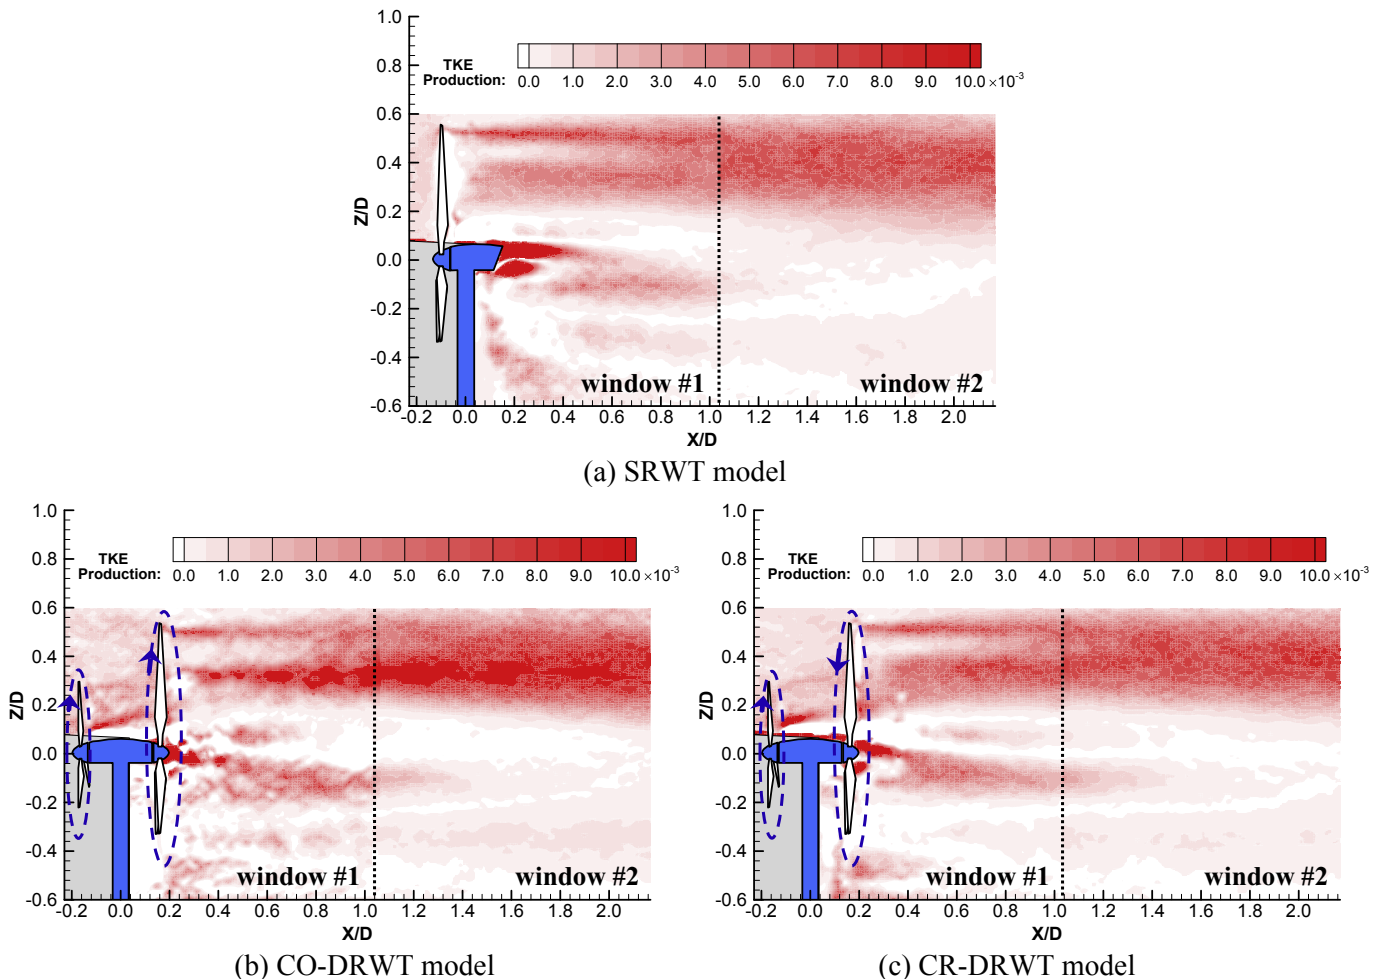 1.0
TKE
Production: 0.0 1.0 2.0 3.0 4.0 5.0 6.0 7.0 8.0 9.0 10.0 ×10⁻³
0.8
0.6
0.4
Z/D
0.2
0.0
-0.2
-0.4
-0.6
window #1 window #2
-0.2 0.0 0.2 0.4 0.6 0.8 1.0 1.2 1.4 1.6 1.8 2.0
X/D
(a) SRWT model
1.0
TKE
Production: 0.0 1.0 2.0 3.0 4.0 5.0 6.0 7.0 8.0 9.0 10.0 ×10⁻³
0.8
0.6
0.4
Z/D
0.2
0.0
-0.2
-0.4
-0.6
window #1 window #2
-0.2 0.0 0.2 0.4 0.6 0.8 1.0 1.2 1.4 1.6 1.8 2.0
X/D
(b) CO-DRWT model
1.0
TKE
Production: 0.0 1.0 2.0 3.0 4.0 5.0 6.0 7.0 8.0 9.0 10.0 ×10⁻³
0.8
0.6
0.4
Z/D
0.2
0.0
-0.2
-0.4
-0.6
window #1 window #2
-0.2 0.0 0.2 0.4 0.6 0.8 1.0 1.2 1.4 1.6 1.8 2.0
X/D
(c) CR-DRWT model